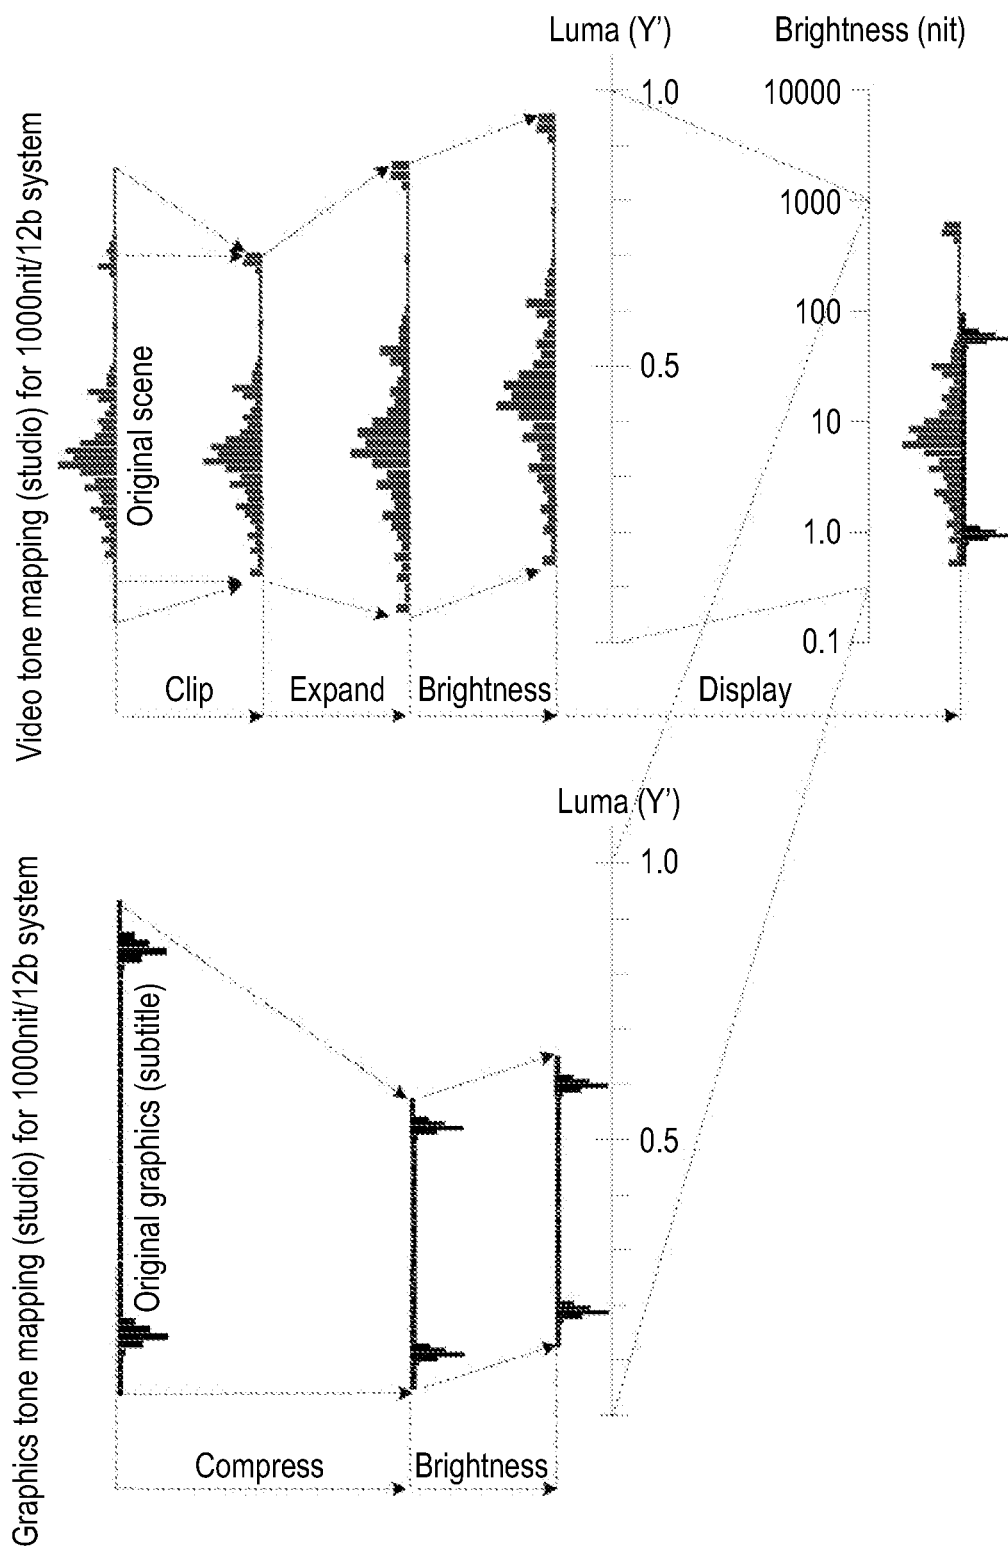 Video tone mapping (studio) for 1000nit/12b system
Luma (Y')
Brightness (nit)
1.0
0.5
10000
1000
100
10
1.0
0.1
Original scene
Clip
Expand
Brightness
Display
Graphics tone mapping (studio) for 1000nit/12b system
Luma (Y')
1.0
0.5
Original graphics (subtitle)
Compress
Brightness